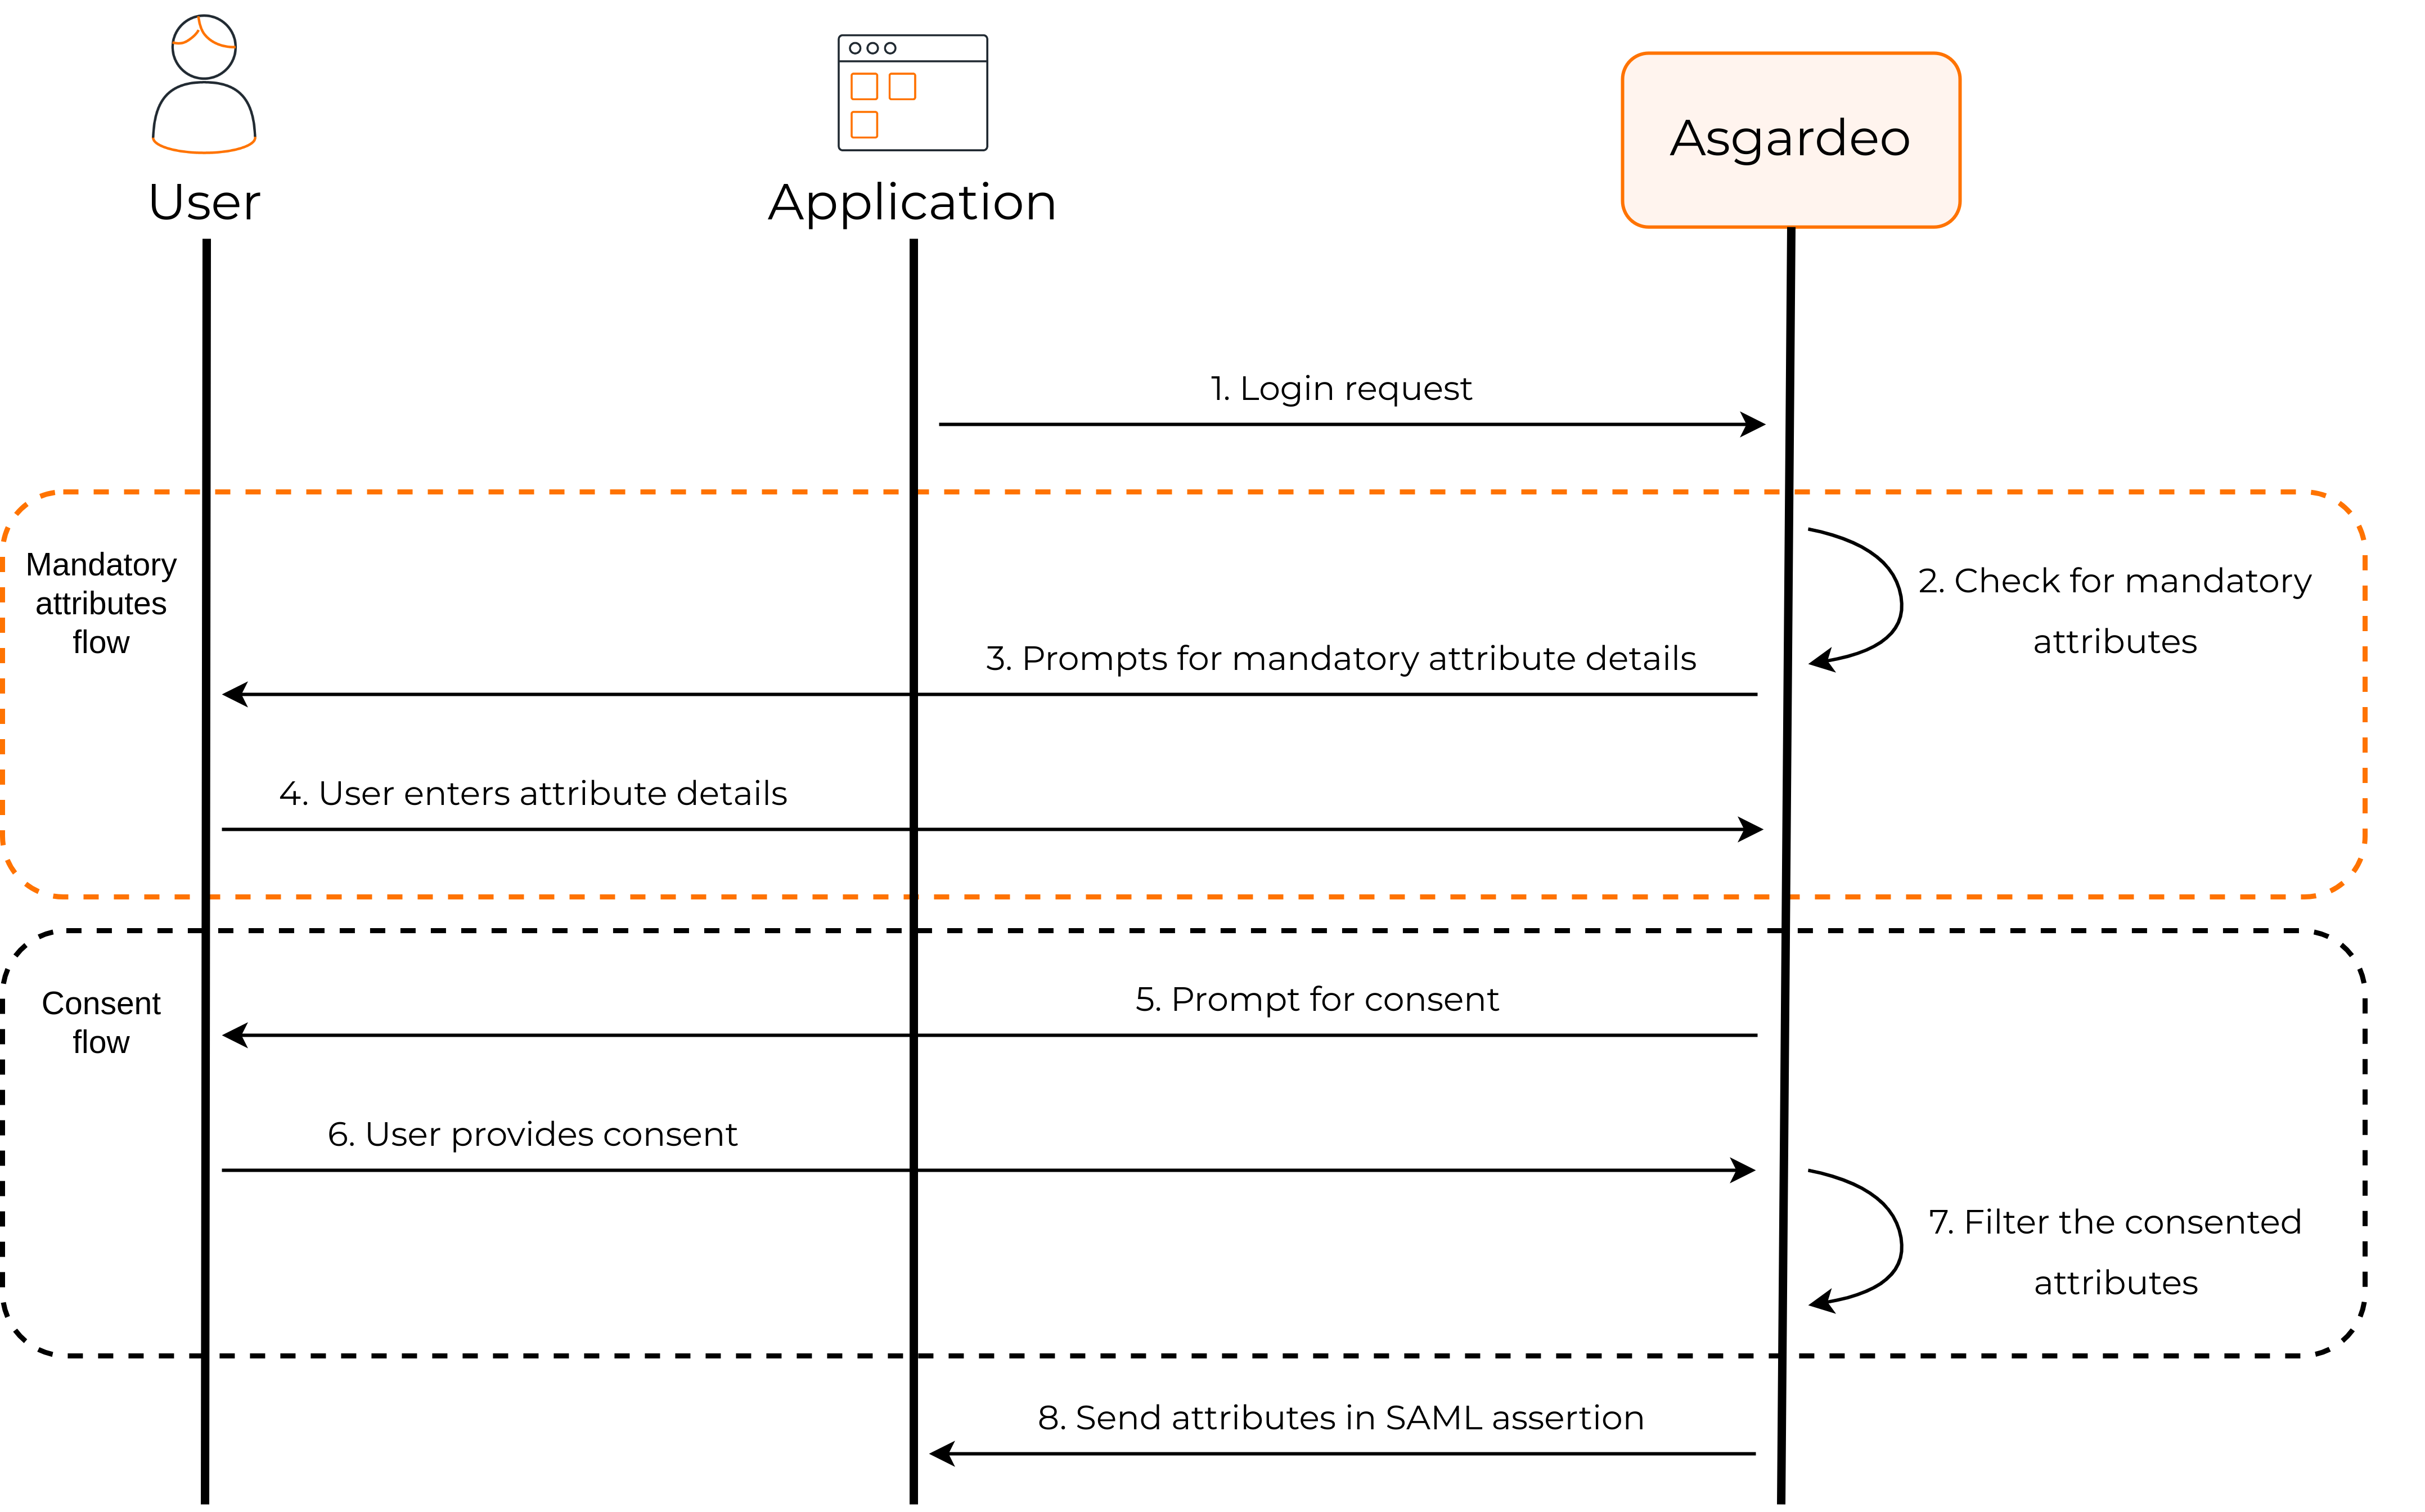 User
Application
Asgardeo
1. Login request
Mandatory
attributes
flow
2. Check for mandatory
attributes
3. Prompts for mandatory attribute details
4. User enters attribute details
Consent
flow
5. Prompt for consent
6. User provides consent
7. Filter the consented
attributes
8. Send attributes in SAML assertion